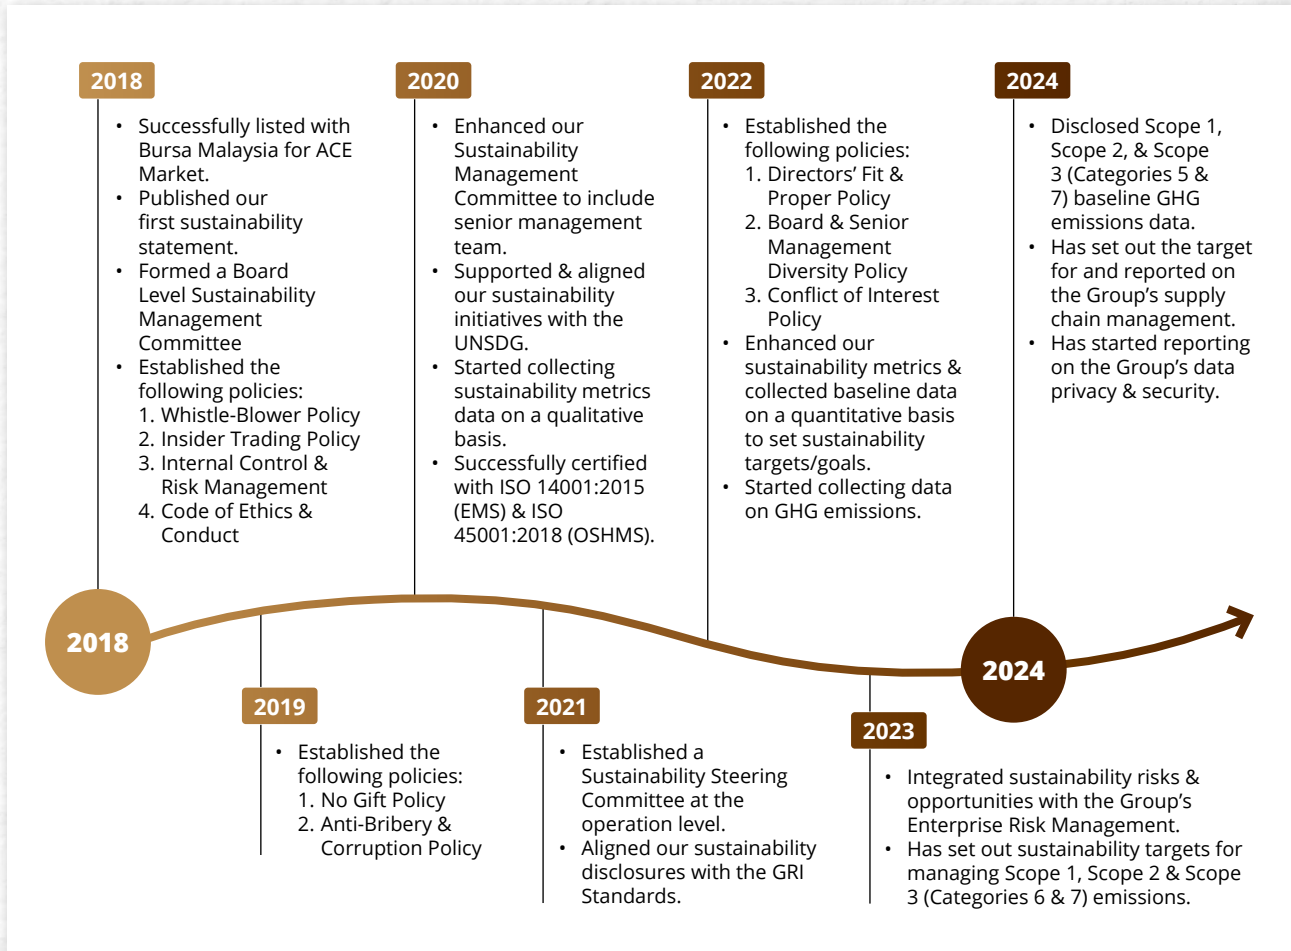 2018
• Successfully listed with
Bursa Malaysia for ACE
Market.
• Published our
first sustainability
statement.
• Formed a Board
Level Sustainability
Management
Committee
• Established the
following policies:
1. Whistle-Blower Policy
2. Insider Trading Policy
3. Internal Control &
Risk Management
4. Code of Ethics &
Conduct
2020
• Enhanced our
Sustainability
Management
Committee to include
senior management
team.
• Supported & aligned
our sustainability
initiatives with the
UNSDG.
• Started collecting
sustainability metrics
data on a qualitative
basis.
• Successfully certified
with ISO 14001:2015
(EMS) & ISO
45001:2018 (OSHMS).
2022
• Established the
following policies:
1. Directors’ Fit &
Proper Policy
2. Board & Senior
Management
Diversity Policy
3. Conflict of Interest
Policy
• Enhanced our
sustainability metrics &
collected baseline data
on a quantitative basis
to set sustainability
targets/goals.
• Started collecting data
on GHG emissions.
2024
• Disclosed Scope 1,
Scope 2, & Scope
3 (Categories 5 &
7) baseline GHG
emissions data.
• Has set out the target
for and reported on
the Group’s supply
chain management.
• Has started reporting
on the Group’s data
privacy & security.
2018
2024
2019
• Established the
following policies:
1. No Gift Policy
2. Anti-Bribery &
Corruption Policy
2021
• Established a
Sustainability Steering
Committee at the
operation level.
• Aligned our sustainability
disclosures with the GRI
Standards.
2023
• Integrated sustainability risks &
opportunities with the Group’s
Enterprise Risk Management.
• Has set out sustainability targets for
managing Scope 1, Scope 2 & Scope
3 (Categories 6 & 7) emissions.